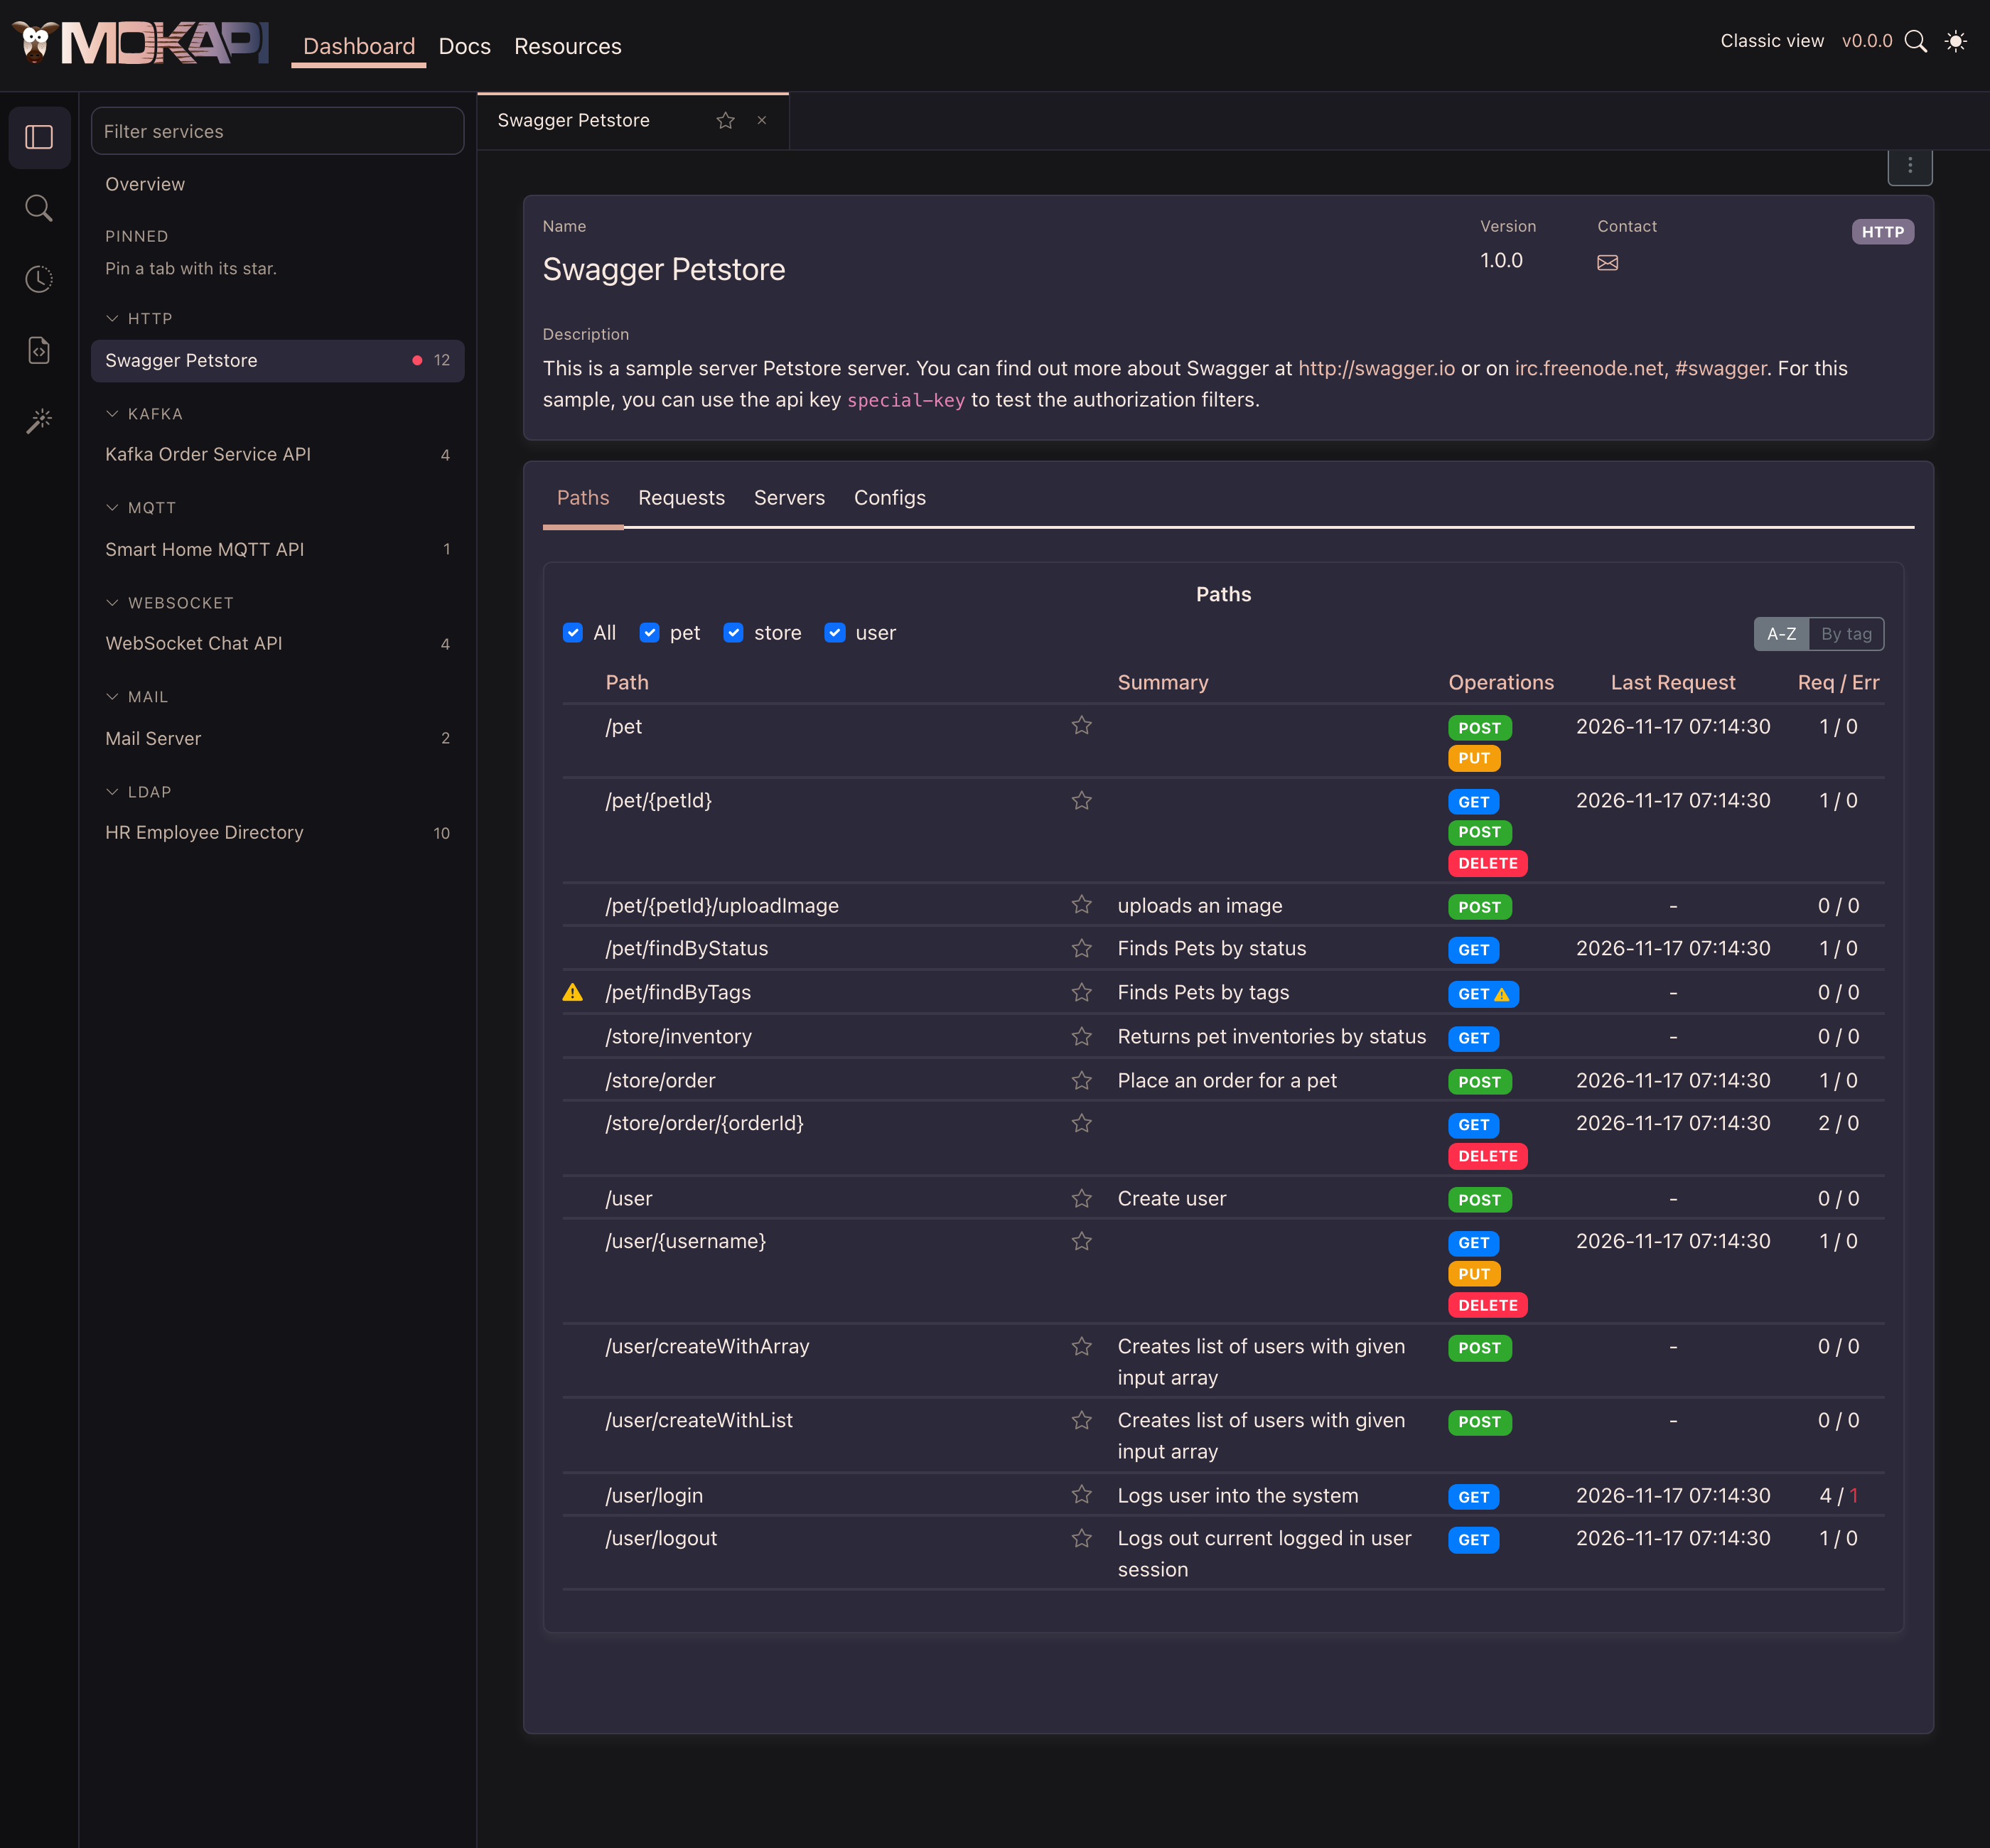 MOKAPI Dashboard Docs Resources Classic view v0.0.0
Filter services
Overview
PINNED
Pin a tab with its star.
HTTP
Swagger Petstore 12
KAFKA
Kafka Order Service API 4
MQTT
Smart Home MQTT API 1
WEBSOCKET
WebSocket Chat API 4
MAIL
Mail Server 2
LDAP
HR Employee Directory 10
Swagger Petstore
Name Version Contact HTTP
Swagger Petstore 1.0.0
Description
This is a sample server Petstore server. You can find out more about Swagger at http://swagger.io or on irc.freenode.net, #swagger. For this
sample, you can use the api key special-key to test the authorization filters.
Paths Requests Servers Configs
Paths
All pet store user A-Z By tag
Path Summary Operations Last Request Req / Err
/pet POST 2026-11-17 07:14:30 1 / 0
PUT
/pet/{petId} GET 2026-11-17 07:14:30 1 / 0
POST
DELETE
/pet/{petId}/uploadImage uploads an image POST - 0 / 0
/pet/findByStatus Finds Pets by status GET 2026-11-17 07:14:30 1 / 0
/pet/findByTags Finds Pets by tags GET - 0 / 0
/store/inventory Returns pet inventories by status GET - 0 / 0
/store/order Place an order for a pet POST 2026-11-17 07:14:30 1 / 0
/store/order/{orderId} GET 2026-11-17 07:14:30 2 / 0
DELETE
/user Create user POST - 0 / 0
/user/{username} GET 2026-11-17 07:14:30 1 / 0
PUT
DELETE
/user/createWithArray Creates list of users with given POST - 0 / 0
input array
/user/createWithList Creates list of users with given POST - 0 / 0
input array
/user/login Logs user into the system GET 2026-11-17 07:14:30 4 / 1
/user/logout Logs out current logged in user GET 2026-11-17 07:14:30 1 / 0
session